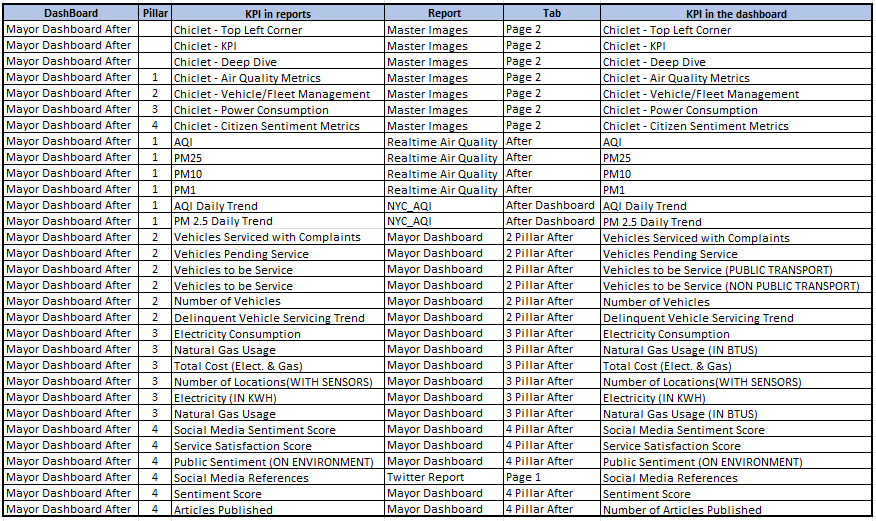 DashBoard Pillar KPI in reports Report Tab KPI in the dashboard
Mayor Dashboard After Chiclet - Top Left Corner Master Images Page 2 Chiclet - Top Left Corner
Mayor Dashboard After Chiclet - KPI Master Images Page 2 Chiclet - KPI
Mayor Dashboard After Chiclet - Deep Dive Master Images Page 2 Chiclet - Deep Dive
Mayor Dashboard After 1 Chiclet - Air Quality Metrics Master Images Page 2 Chiclet - Air Quality Metrics
Mayor Dashboard After 2 Chiclet - Vehicle/Fleet Management Master Images Page 2 Chiclet - Vehicle/Fleet Management
Mayor Dashboard After 3 Chiclet - Power Consumption Master Images Page 2 Chiclet - Power Consumption
Mayor Dashboard After 4 Chiclet - Citizen Sentiment Metrics Master Images Page 2 Chiclet - Citizen Sentiment Metrics
Mayor Dashboard After 1 AQI Realtime Air Quality After AQI
Mayor Dashboard After 1 PM25 Realtime Air Quality After PM25
Mayor Dashboard After 1 PM10 Realtime Air Quality After PM10
Mayor Dashboard After 1 PM1 Realtime Air Quality After PM1
Mayor Dashboard After 1 AQI Daily Trend NYC_AQI After Dashboard AQI Daily Trend
Mayor Dashboard After 1 PM 2.5 Daily Trend NYC_AQI After Dashboard PM 2.5 Daily Trend
Mayor Dashboard After 2 Vehicles Serviced with Complaints Mayor Dashboard 2 Pillar After Vehicles Serviced with Complaints
Mayor Dashboard After 2 Vehicles Pending Service Mayor Dashboard 2 Pillar After Vehicles Pending Service
Mayor Dashboard After 2 Vehicles to be Service Mayor Dashboard 2 Pillar After Vehicles to be Service (PUBLIC TRANSPORT)
Mayor Dashboard After 2 Vehicles to be Service Mayor Dashboard 2 Pillar After Vehicles to be Service (NON PUBLIC TRANSPORT)
Mayor Dashboard After 2 Number of Vehicles Mayor Dashboard 2 Pillar After Number of Vehicles
Mayor Dashboard After 2 Delinquent Vehicle Servicing Trend Mayor Dashboard 2 Pillar After Delinquent Vehicle Servicing Trend
Mayor Dashboard After 3 Electricity Consumption Mayor Dashboard 3 Pillar After Electricity Consumption
Mayor Dashboard After 3 Natural Gas Usage Mayor Dashboard 3 Pillar After Natural Gas Usage (IN BTUS)
Mayor Dashboard After 3 Total Cost (Elect. & Gas) Mayor Dashboard 3 Pillar After Total Cost (Elect. & Gas)
Mayor Dashboard After 3 Number of Locations(WITH SENSORS) Mayor Dashboard 3 Pillar After Number of Locations(WITH SENSORS)
Mayor Dashboard After 3 Electricity (IN KWH) Mayor Dashboard 3 Pillar After Electricity (IN KWH)
Mayor Dashboard After 3 Natural Gas Usage Mayor Dashboard 3 Pillar After Natural Gas Usage (IN BTUS)
Mayor Dashboard After 4 Social Media Sentiment Score Mayor Dashboard 4 Pillar After Social Media Sentiment Score
Mayor Dashboard After 4 Service Satisfaction Score Mayor Dashboard 4 Pillar After Service Satisfaction Score
Mayor Dashboard After 4 Public Sentiment (ON ENVIRONMENT) Mayor Dashboard 4 Pillar After Public Sentiment (ON ENVIRONMENT)
Mayor Dashboard After 4 Social Media References Twitter Report Page 1 Social Media References
Mayor Dashboard After 4 Sentiment Score Mayor Dashboard 4 Pillar After Sentiment Score
Mayor Dashboard After 4 Articles Published Mayor Dashboard 4 Pillar After Number of Articles Published